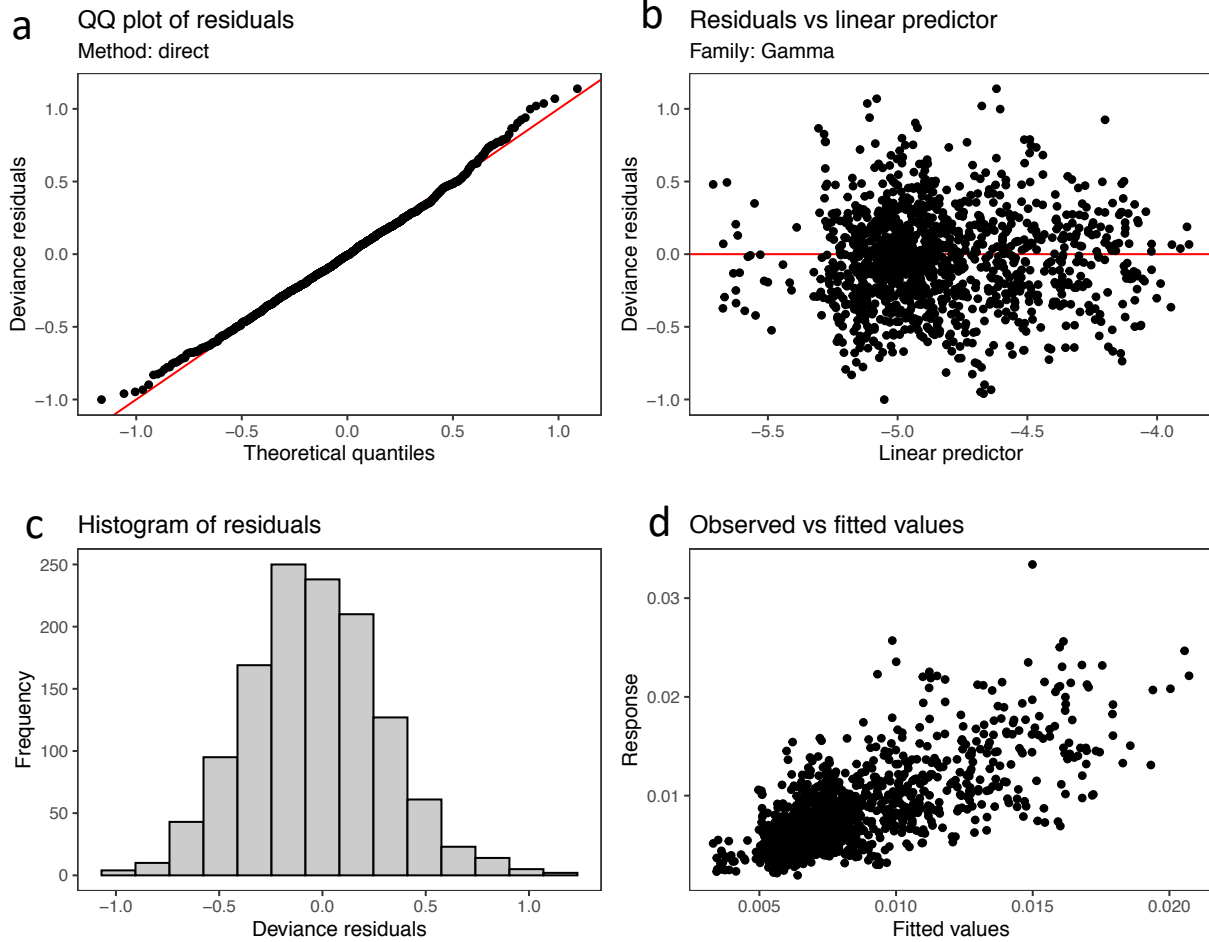 a
QQ plot of residuals
Method: direct
1.0
0.5
0.0
−0.5
−1.0
Deviance residuals
−1.0 −0.5 0.0 0.5 1.0
Theoretical quantiles
b
Residuals vs linear predictor
Family: Gamma
1.0
0.5
0.0
−0.5
−1.0
Deviance residuals
−5.5 −5.0 −4.5 −4.0
Linear predictor
c
Histogram of residuals
250
200
150
100
50
0
Frequency
−1.0 −0.5 0.0 0.5 1.0
Deviance residuals
d
Observed vs fitted values
0.03
0.02
0.01
Response
0.005 0.010 0.015 0.020
Fitted values